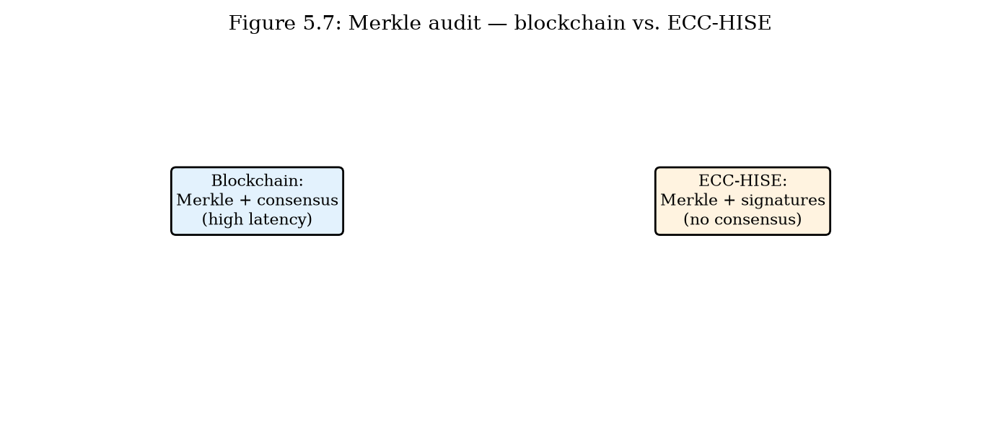 Figure 5.7: Merkle audit — blockchain vs. ECC-HISE
Blockchain:
Merkle + consensus
(high latency)
ECC-HISE:
Merkle + signatures
(no consensus)